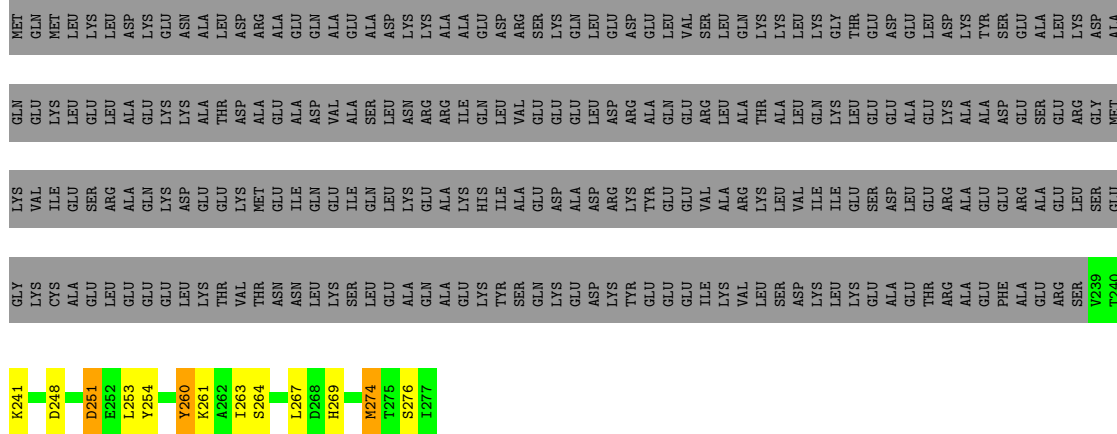 MET GLN MET LEU LYS LEU ASP LYS GLU ASN ALA LEU ASP ARG ALA GLU GLN ALA GLU ALA ASP LYS LYS ALA ALA GLU ASP ARG SER LYS GLN LEU GLU ASP GLU LEU VAL SER LEU GLN LYS LYS LEU LYS GLY THR GLU ASP GLU LEU ASP LYS TYR SER GLU ALA LEU LYS ASP ALA
GLN GLU LYS LEU GLU LEU ALA GLU LYS LYS ALA THR ASP ALA GLU ALA ASP VAL ALA SER LEU ASN ARG ARG ILE GLN LEU VAL GLU GLU GLU LEU ASP ARG ALA GLN GLU ARG LEU ALA THR ALA LEU GLN LYS LEU GLU GLU ALA GLU LYS ALA ALA ASP GLU SER GLU ARG GLY MET
LYS VAL ILE GLU SER ARG ALA GLN LYS ASP GLU GLU LYS MET GLU ILE GLN GLU ILE GLN LEU LYS GLU ALA LYS HIS ILE ALA GLU ASP ALA ASP ARG LYS TYR GLU GLU VAL ALA ARG LYS LEU VAL ILE ILE GLU SER ASP LEU GLU ARG ALA GLU GLU ARG ALA GLU LEU SER GLU
GLY LYS CYS ALA GLU LEU GLU GLU GLU LEU LYS THR VAL THR ASN ASN LEU LYS SER LEU GLU ALA GLN ALA GLU LYS TYR SER GLN LYS GLU ASP LYS TYR GLU GLU GLU ILE LYS VAL LEU SER ASP LYS LEU LYS GLU ALA GLU THR ARG ALA GLU PHE ALA GLU ARG SER V239 T240
K241 D248 D251 E252 L253 Y254 Y260 K261 A262 I263 S264 L267 D268 H269 M274 T275 S276 I277